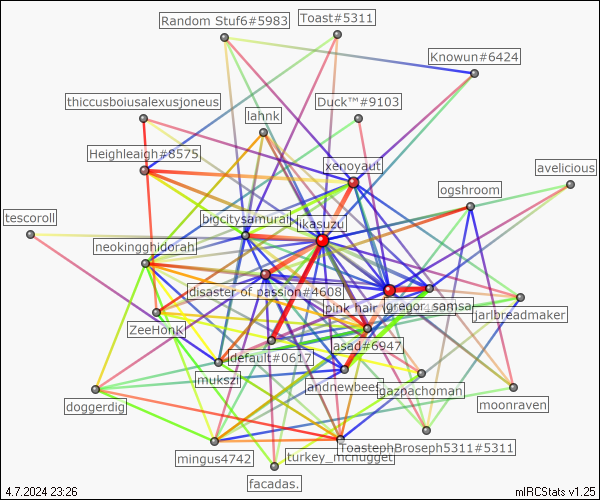 Random Stuf6#5983
Toast#5311
Knowun#6424
thiccusboiusalexusjoneus
Duck™#9103
lahnk
Heighleaigh#8575
xenoyaut
avelicious
ogshroom
tescoroll
bigcitysamurai
ikasuzu
neokingghidorah
disaster of passion#4608
pink hair
gregor_samsa
jarlbreadmaker
ZeeHonK
asad#6947
default#0617
mukszil
andnewbees
gazpachoman
moonraven
doggerdig
ToastephBroseph5311#5311
mingus4742
turkey_mcnugget
facadas.
4.7.2024 23:26
mIRCStats v1.25